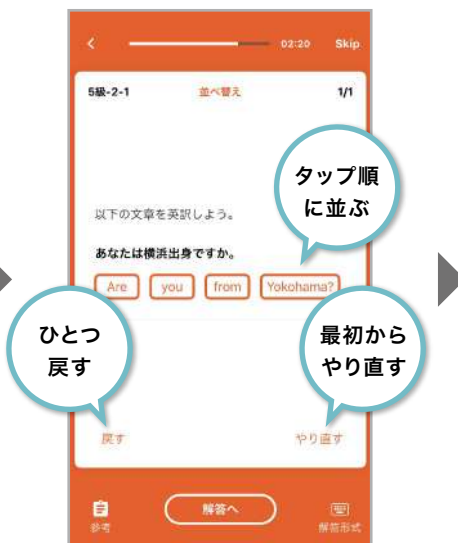 02:20 Skip
5級-2-1 並べ替え 1/1
タップ順
に並ぶ
以下の文章を英訳しよう。
あなたは横浜出身ですか。
Are you from Yokohama?
ひとつ
戻す
最初から
やり直す
戻す やり直す
参考 解答へ 解答形式